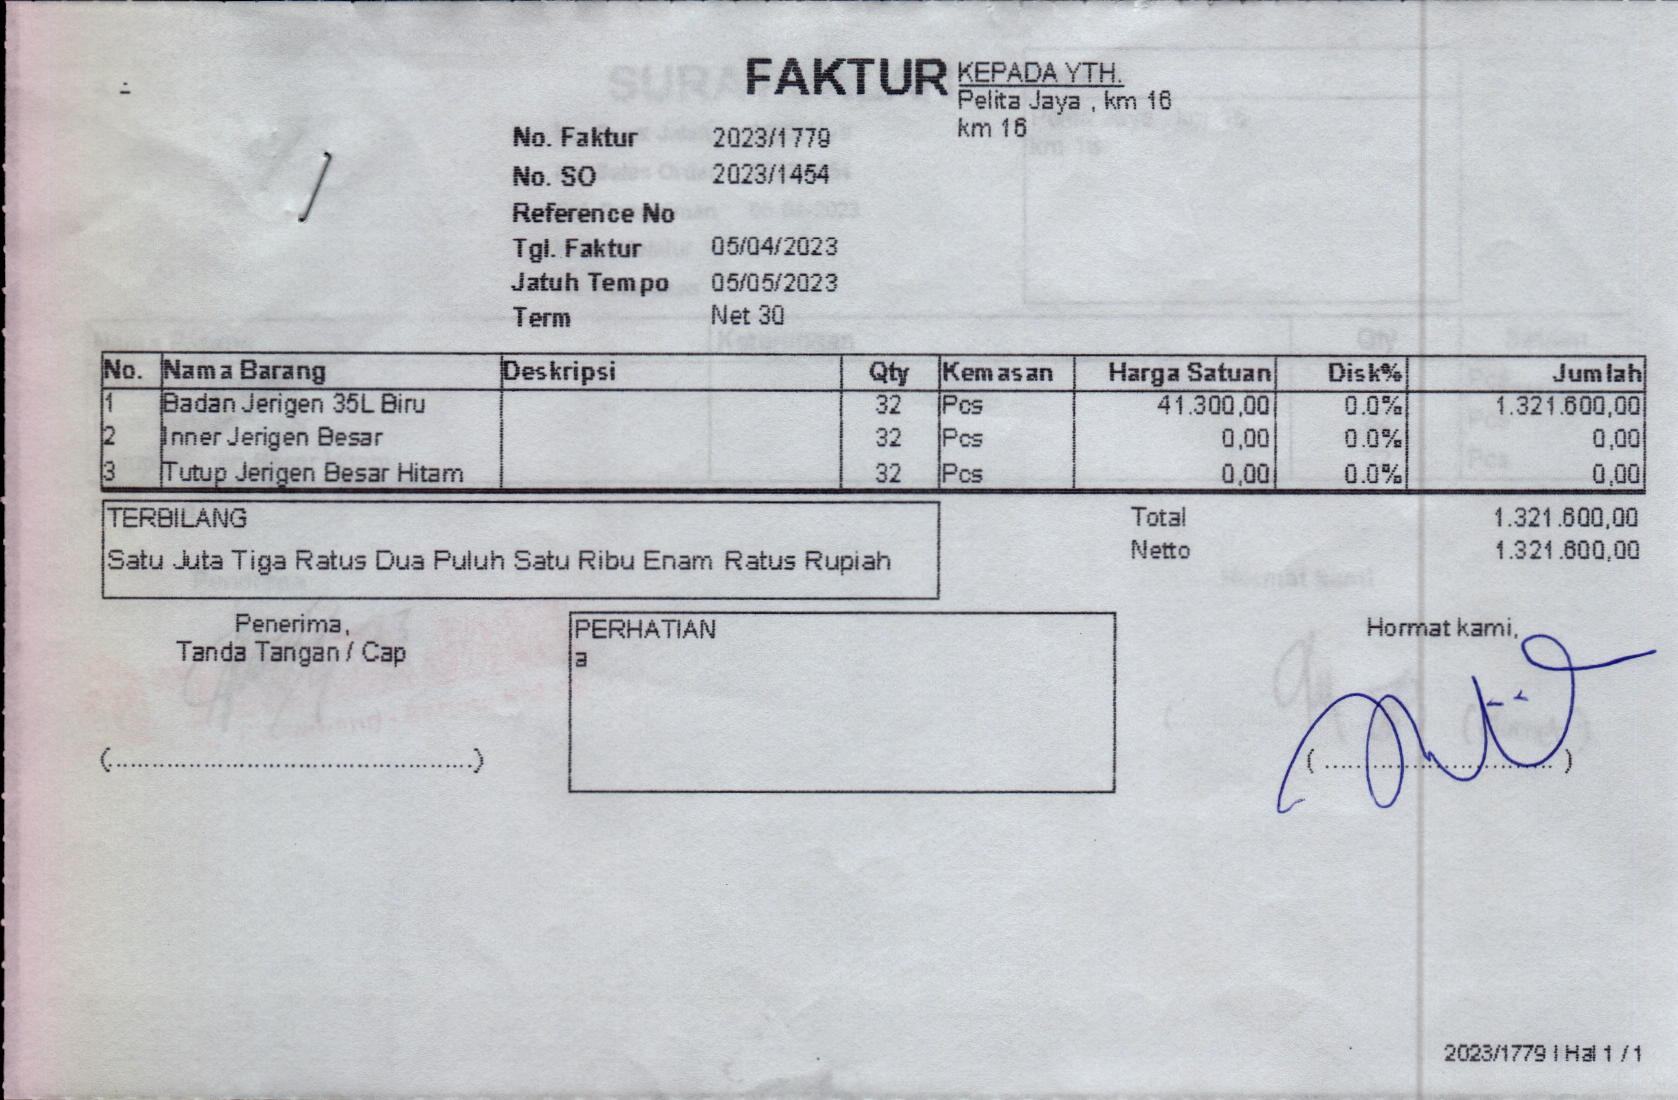 FAKTUR
KEPADA YTH.
Pelita Jaya , km 16
km 16
No. Faktur 2023/1779
No. SO 2023/1454
Reference No
Tgl. Faktur 05/04/2023
Jatuh Tempo 05/05/2023
Term Net 30
No. Nama Barang Deskripsi Qty Kemasan Harga Satuan Disk% Jumlah
1 Badan Jerigen 35L Biru 32 Pcs 41.300,00 0.0% 1.321.600,00
2 Inner Jerigen Besar 32 Pcs 0,00 0.0% 0,00
3 Tutup Jerigen Besar Hitam 32 Pcs 0,00 0.0% 0,00
TERBILANG
Satu Juta Tiga Ratus Dua Puluh Satu Ribu Enam Ratus Rupiah
Total 1.321.600,00
Netto 1.321.600,00
Penerima,
Tanda Tangan / Cap
(................................................)
PERHATIAN
a
Hormat kami,
(..............................)
2023/1779 | Hal 1 / 1